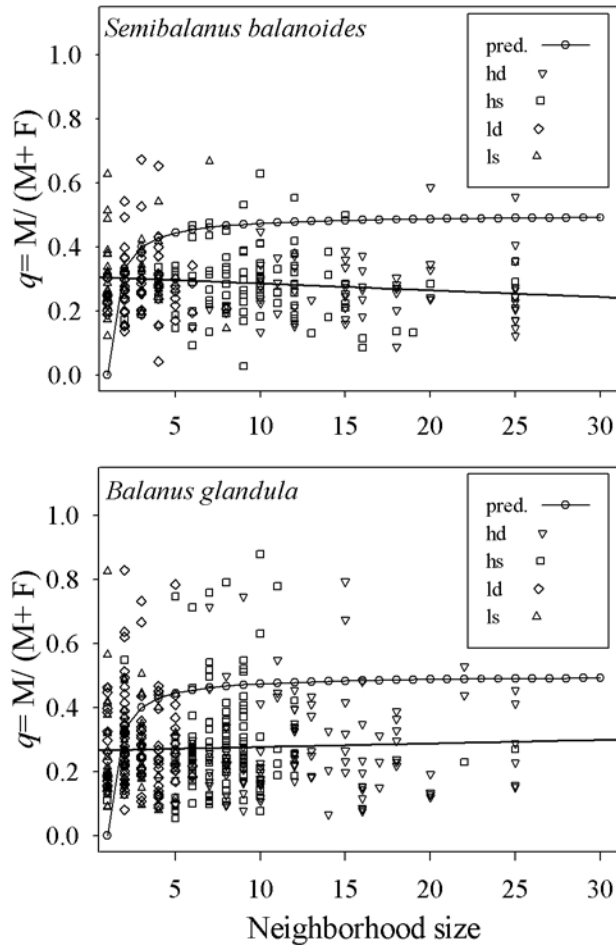 Semibalanus balanoides
pred.
hd
hs
ld
ls
1.0
0.8
0.6
0.4
0.2
0.0
q= M/ (M+ F)
5 10 15 20 25 30
Balanus glandula
pred.
hd
hs
ld
ls
1.0
0.8
0.6
0.4
0.2
0.0
q= M/ (M+ F)
5 10 15 20 25 30
Neighborhood size